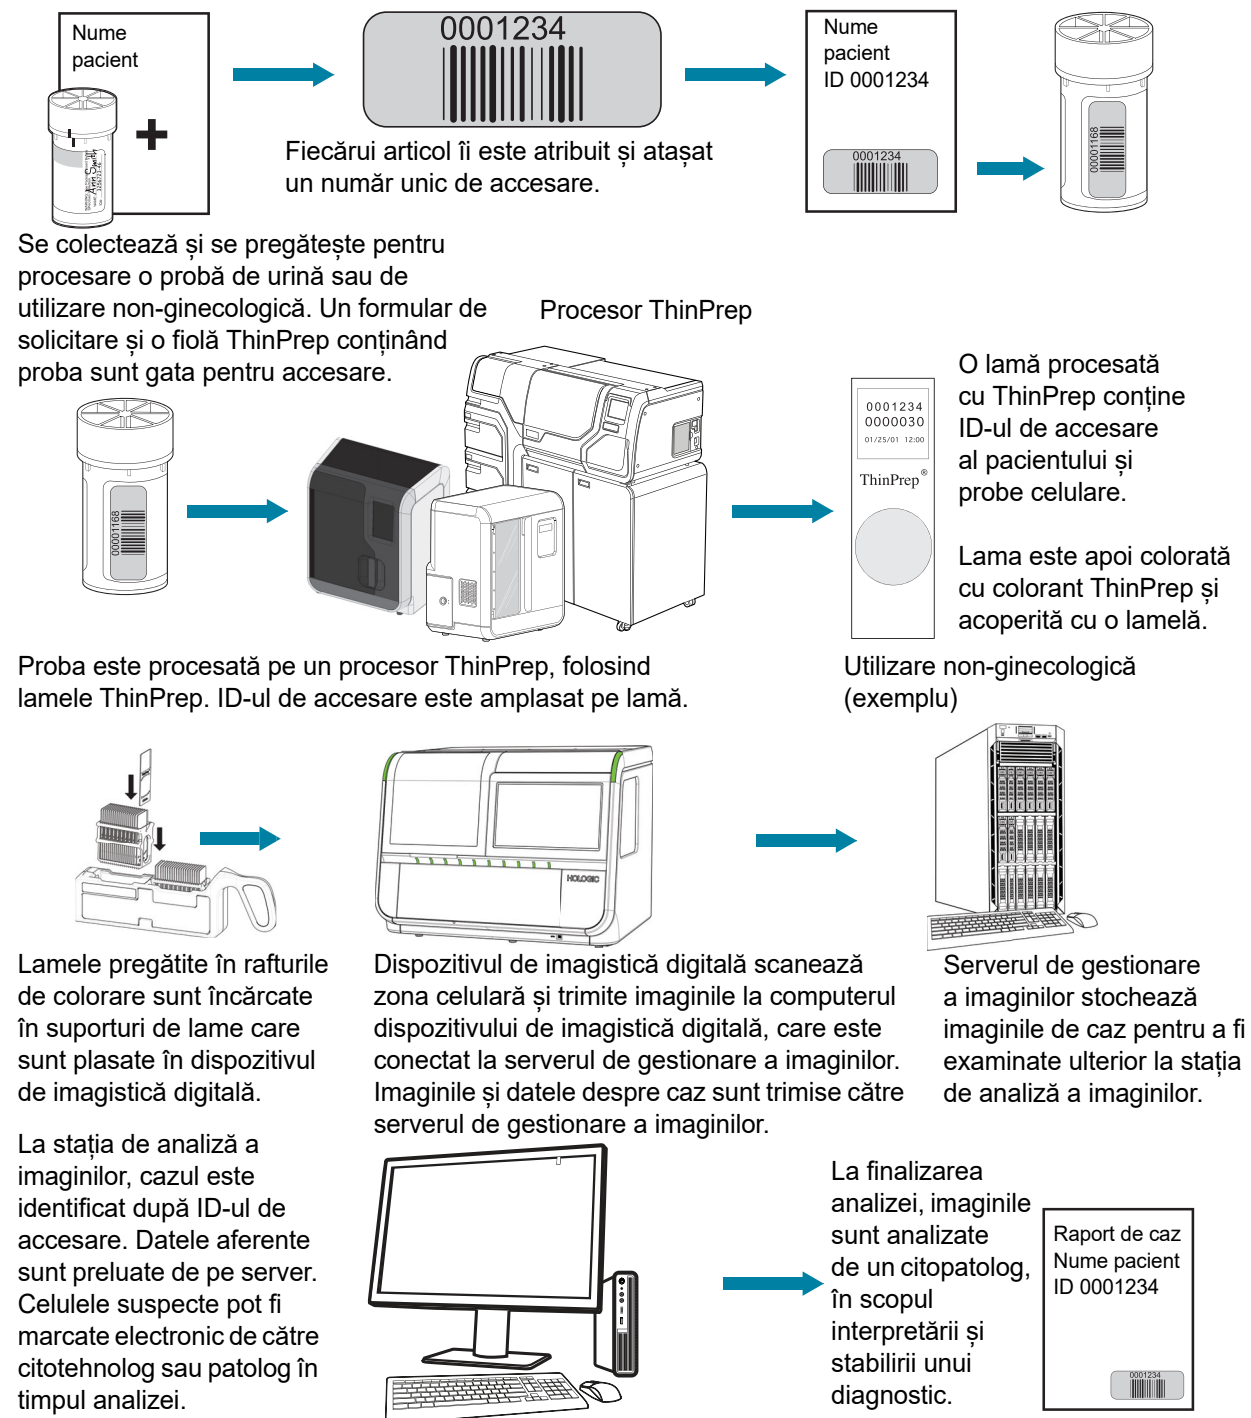 Nume
pacient
Ann Smith
0001234
Nume
pacient
ID 0001234
0001234
00001168
Fiecărui articol îi este atribuit și atașat
un număr unic de accesare.
Se colectează și se pregătește pentru
procesare o probă de urină sau de
utilizare non-ginecologică. Un formular de
solicitare și o fiolă ThinPrep conținând
proba sunt gata pentru accesare.
Procesor ThinPrep
00001168
0001234
0000030
01/25/01 12:00
ThinPrep®
O lamă procesată
cu ThinPrep conține
ID-ul de accesare
al pacientului și
probe celulare.
Lama este apoi colorată
cu colorant ThinPrep și
acoperită cu o lamelă.
Proba este procesată pe un procesor ThinPrep, folosind
lamele ThinPrep. ID-ul de accesare este amplasat pe lamă.
Utilizare non-ginecologică
(exemplu)
HOLOGIC
Lamele pregătite în rafturile
de colorare sunt încărcate
în suporturi de lame care
sunt plasate în dispozitivul
de imagistică digitală.
Dispozitivul de imagistică digitală scanează
zona celulară și trimite imaginile la computerul
dispozitivului de imagistică digitală, care este
conectat la serverul de gestionare a imaginilor.
Imaginile și datele despre caz sunt trimise către
serverul de gestionare a imaginilor.
Serverul de gestionare
a imaginilor stochează
imaginile de caz pentru a fi
examinate ulterior la stația
de analiză a imaginilor.
La stația de analiză a
imaginilor, cazul este
identificat după ID-ul de
accesare. Datele aferente
sunt preluate de pe server.
Celulele suspecte pot fi
marcate electronic de către
citotehnolog sau patolog în
timpul analizei.
La finalizarea
analizei, imaginile
sunt analizate
de un citopatolog,
în scopul
interpretării și
stabilirii unui
diagnostic.
Raport de caz
Nume pacient
ID 0001234
0001234